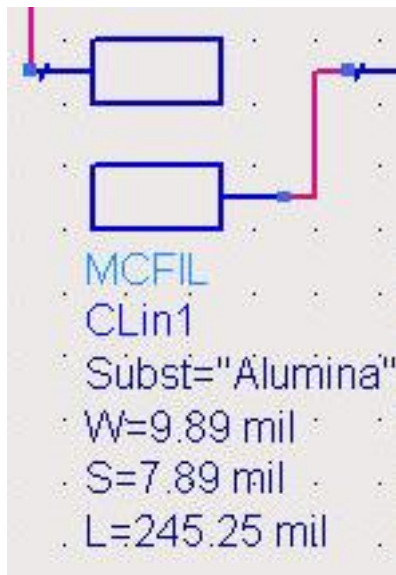 MCFIL
CLin1
Subst="Alumina"
W=9.89 mil
S=7.89 mil
L=245.25 mil